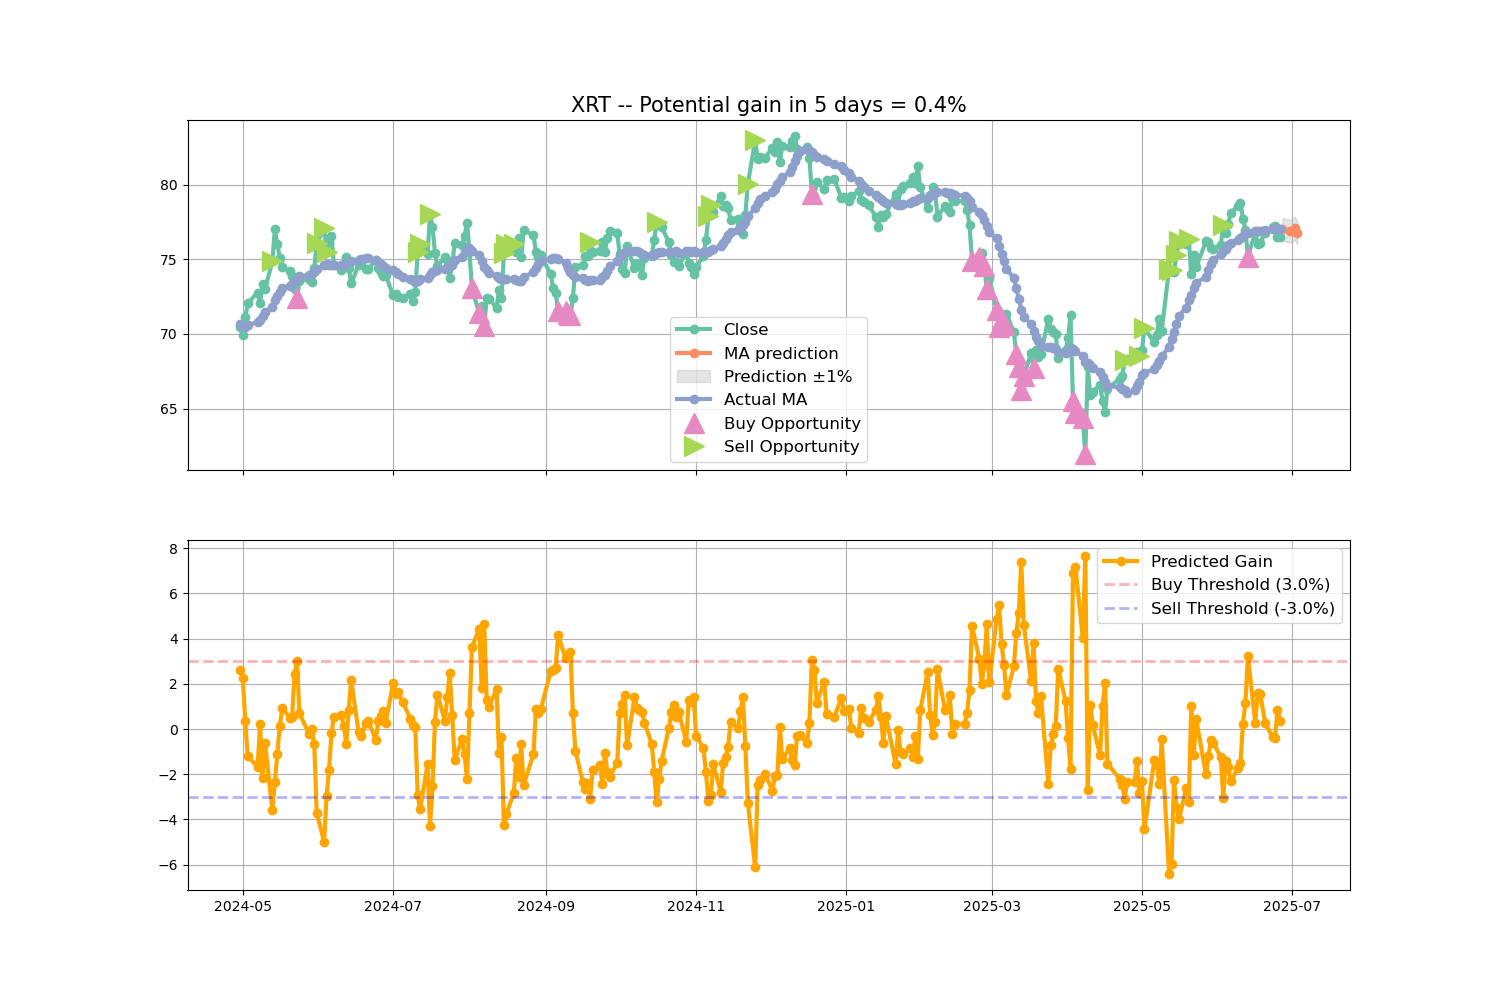 XRT -- Potential gain in 5 days = 0.4%
80
75
70
65
Close
MA prediction
Prediction ±1%
Actual MA
Buy Opportunity
Sell Opportunity
8
6
4
2
0
−2
−4
−6
Predicted Gain
Buy Threshold (3.0%)
Sell Threshold (-3.0%)
2024-05 2024-07 2024-09 2024-11 2025-01 2025-03 2025-05 2025-07